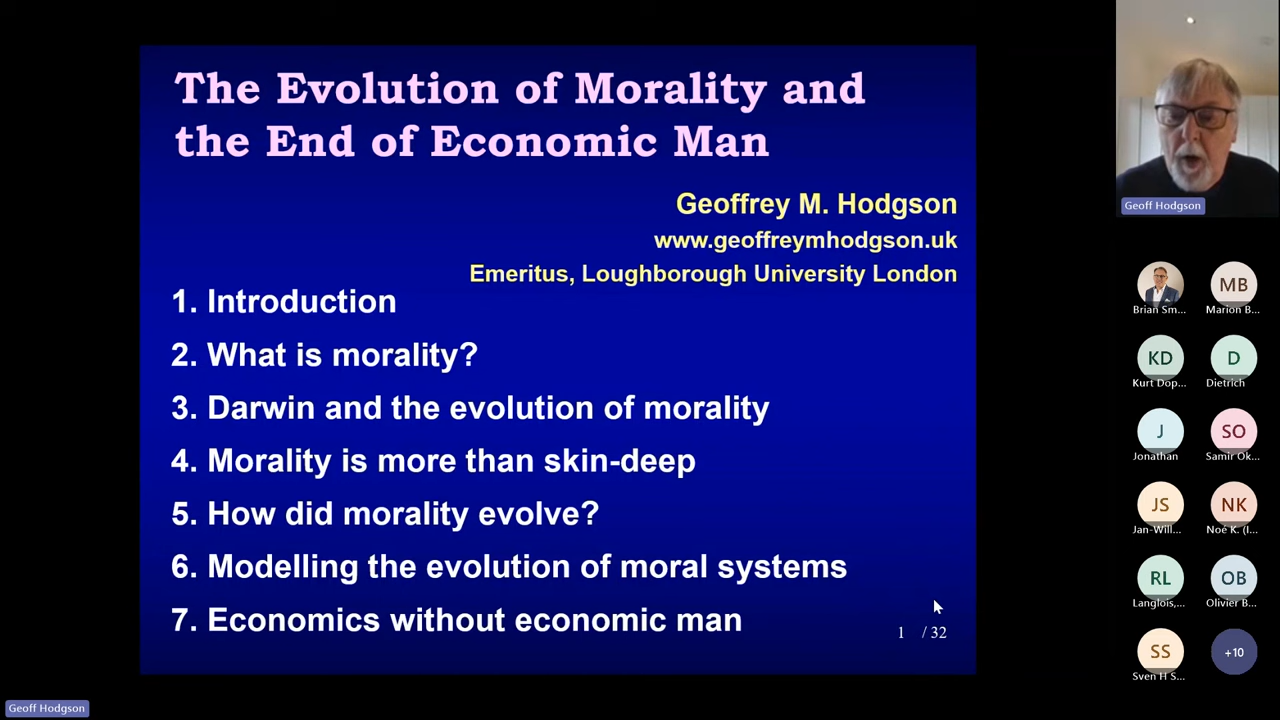 The Evolution of Morality and
the End of Economic Man
Geoffrey M. Hodgson
www.geoffreymhodgson.uk
Emeritus, Loughborough University London
1. Introduction
2. What is morality?
3. Darwin and the evolution of morality
4. Morality is more than skin-deep
5. How did morality evolve?
6. Modelling the evolution of moral systems
7. Economics without economic man
1 / 32
Geoff Hodgson
Brian Sm...
MB
Marion B...
KD
Kurt Dop...
D
Dietrich
J
Jonathan
SO
Samir Ok...
JS
Jan-Will...
NK
Noé K. (I...
RL
Langlois,...
OB
Olivier B...
SS
Sven H S...
+10
Geoff Hodgson